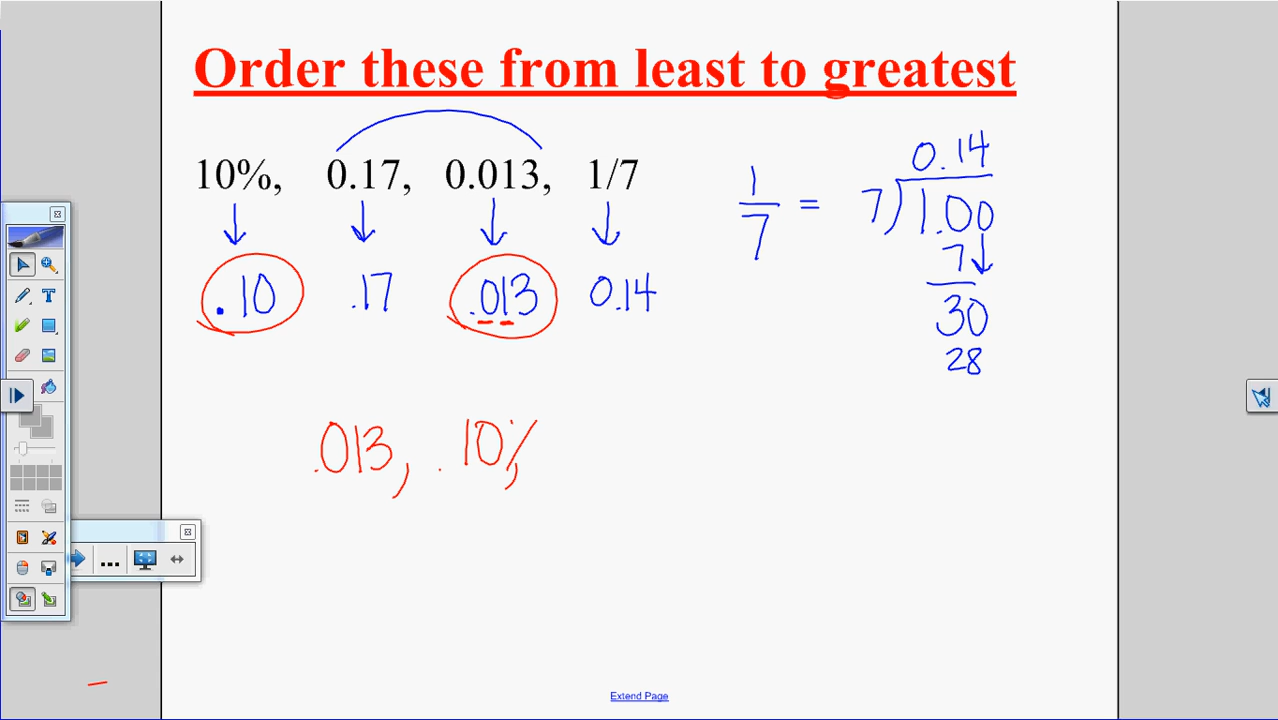 Order these from least to greatest
10%, 0.17, 0.013, 1/7
.10 .17 .013 0.14
1/7 = 
0.14
7)1.00
7
30
28
.013, .10%,
...
Extend Page